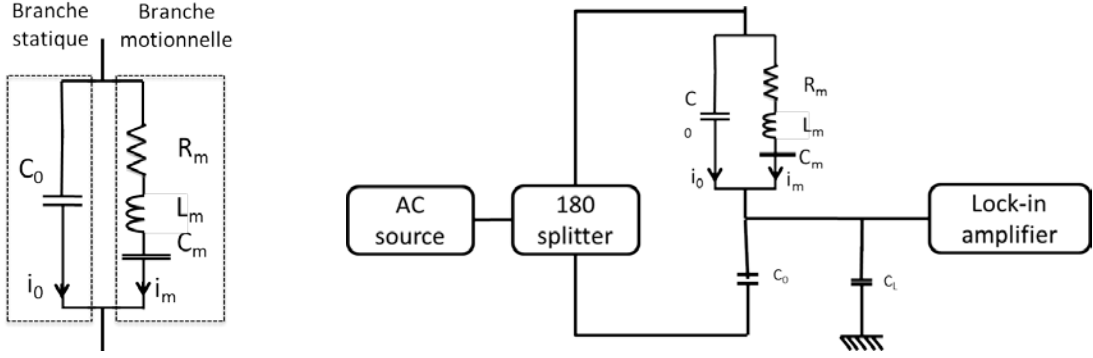 Branche
statique
Branche
motionnelle
C₀
Rₘ
Lₘ
Cₘ
i₀
iₘ
AC
source
180
splitter
C
0
Rₘ
Lₘ
Cₘ
i₀
iₘ
C₀
C_L
Lock-in
amplifier